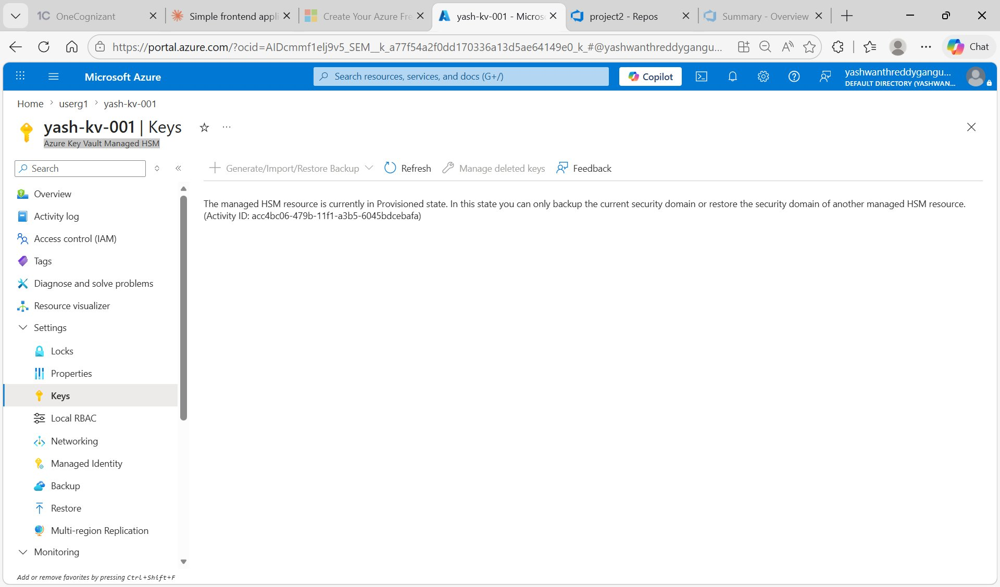 OneCognizant
Simple frontend appli
Create Your Azure Fre
yash-kv-001 - Micros
project2 - Repos
Summary - Overview
https://portal.azure.com/?ocid=AIDcmmf1elj9v5_SEM__k_a77f54a2f0dd170336a13d5ae64149e0_k_#@yashwanthreddygangu...
Chat
Microsoft Azure
Search resources, services, and docs (G+/)
Copilot
yashwanthreddygangu...
DEFAULT DIRECTORY (YASHWAN...
Home > userg1 > yash-kv-001
yash-kv-001 | Keys
Azure Key Vault Managed HSM
Search
Generate/Import/Restore Backup
Refresh
Manage deleted keys
Feedback
The managed HSM resource is currently in Provisioned state. In this state you can only backup the current security domain or restore the security domain of another managed HSM resource.
(Activity ID: acc4bc06-479b-11f1-a3b5-6045bdcebafa)
Overview
Activity log
Access control (IAM)
Tags
Diagnose and solve problems
Resource visualizer
Settings
Locks
Properties
Keys
Local RBAC
Networking
Managed Identity
Backup
Restore
Multi-region Replication
Monitoring
Add or remove favorites by pressing Ctrl+Shift+F